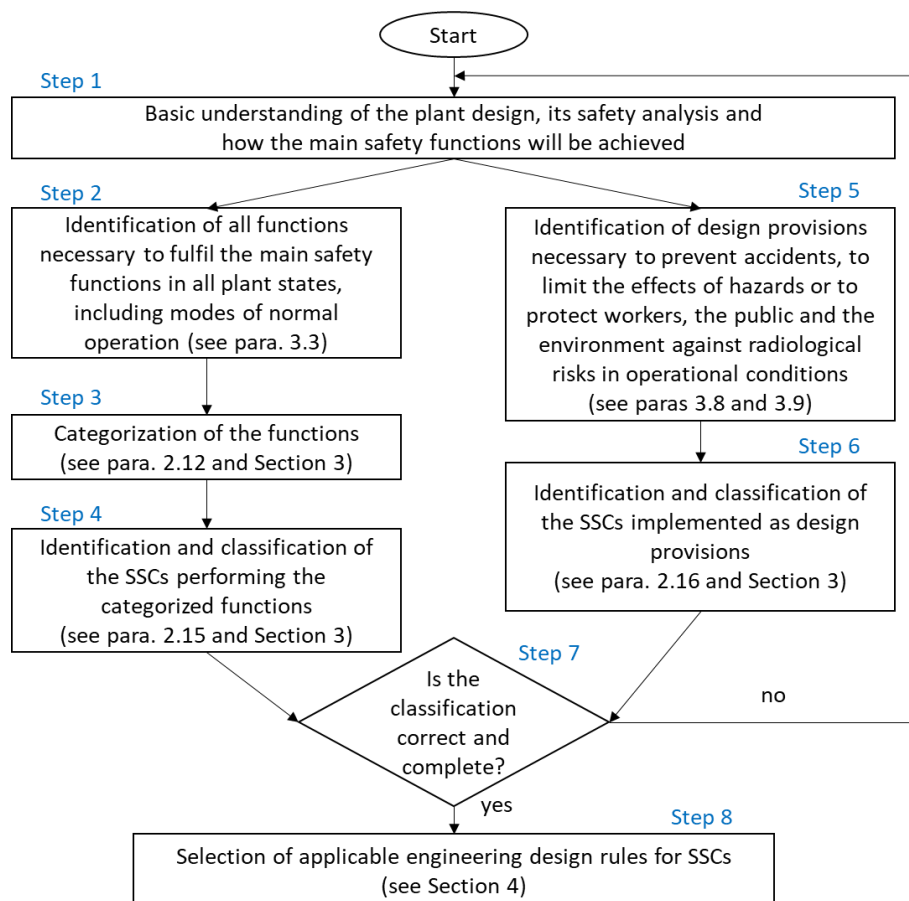 Start
Step 1
Basic understanding of the plant design, its safety analysis and
how the main safety functions will be achieved
Step 2
Identification of all functions
necessary to fulfil the main safety
functions in all plant states,
including modes of normal
operation (see para. 3.3)
Step 3
Categorization of the functions
(see para. 2.12 and Section 3)
Step 4
Identification and classification of
the SSCs performing the
categorized functions
(see para. 2.15 and Section 3)
Step 5
Identification of design provisions
necessary to prevent accidents, to
limit the effects of hazards or to
protect workers, the public and the
environment against radiological
risks in operational conditions
(see paras 3.8 and 3.9)
Step 6
Identification and classification of
the SSCs implemented as design
provisions
(see para. 2.16 and Section 3)
Step 7
Is the
classification
correct and
complete?
no
yes
Step 8
Selection of applicable engineering design rules for SSCs
(see Section 4)